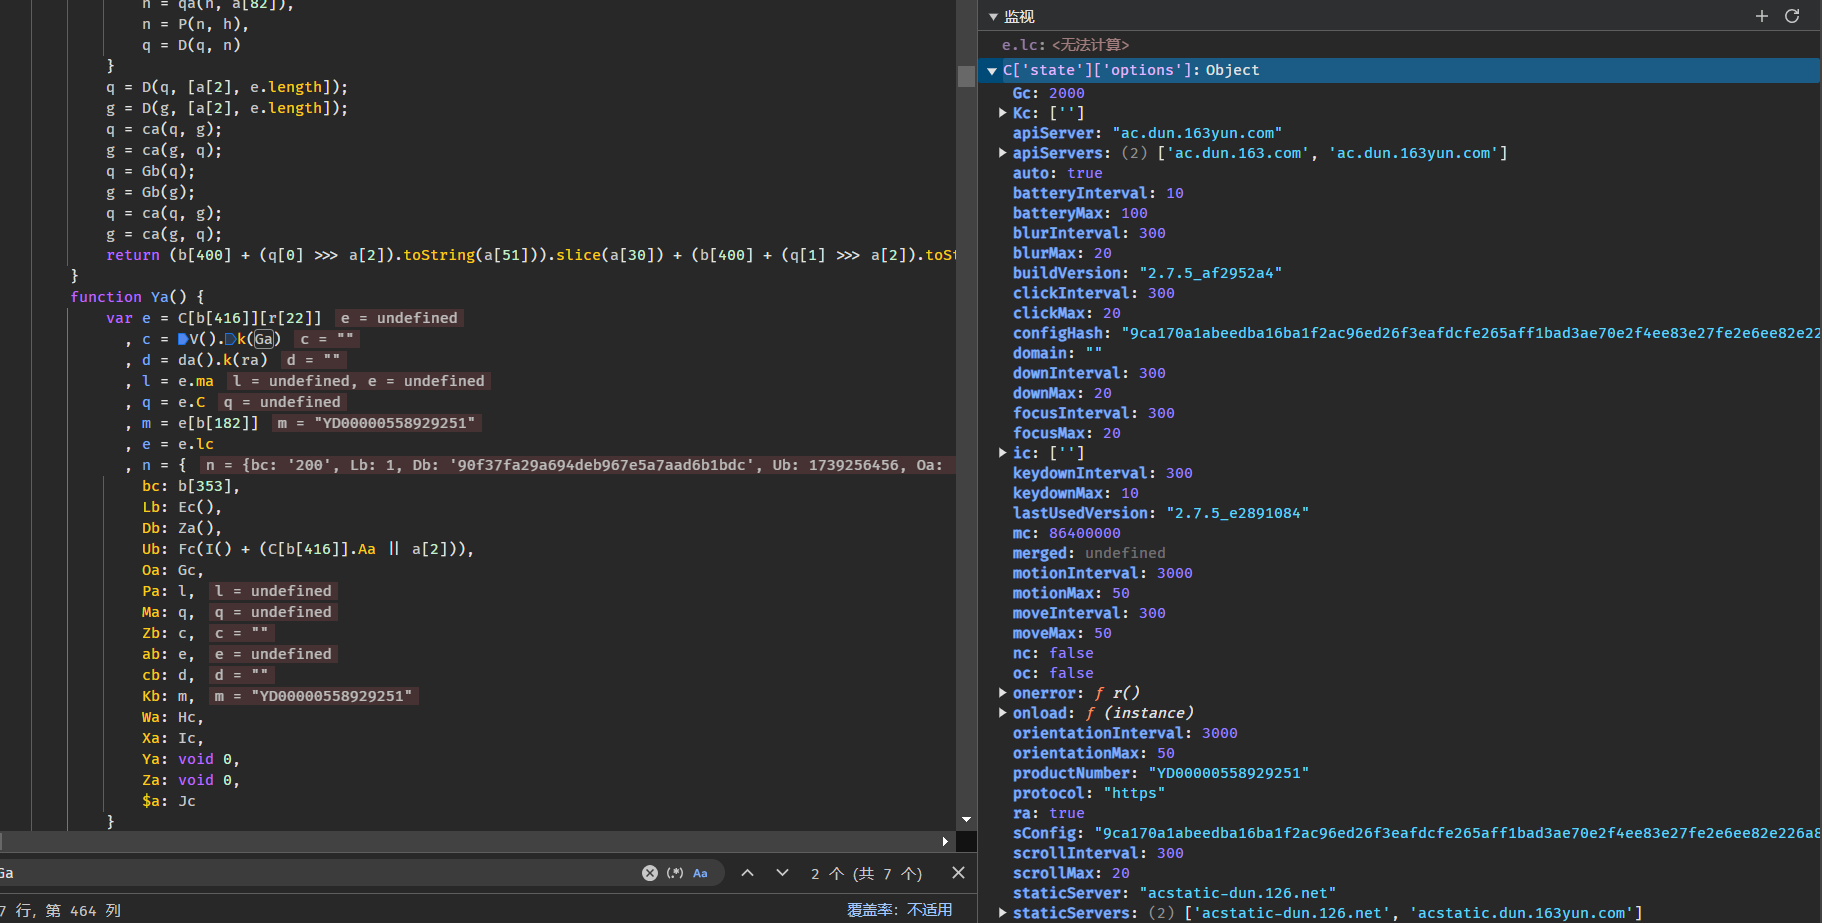 n = qa(n, a[82]),
n = P(n, h),
q = D(q, n)
}
q = D(q, [a[2], e.length]);
g = D(g, [a[2], e.length]);
q = ca(q, g);
g = ca(g, q);
q = Gb(q);
g = Gb(g);
q = ca(q, g);
g = ca(g, q);
return (b[400] + (q[0] >>> a[2]).toString(a[51])).slice(a[30]) + (b[400] + (q[1] >>> a[2]).toSt
}
function Ya() {
var e = C[b[416]][r[22]] e = undefined
, c = V().k(Ga) c = ""
, d = da().k(ra) d = ""
, l = e.ma l = undefined, e = undefined
, q = e.C q = undefined
, m = e[b[182]] m = "YD00000558929251"
, e = e.lc
, n = { n = {bc: '200', Lb: 1, Db: '90f37fa29a694deb967e5a7aad6b1bdc', Ub: 1739256456, Oa:
bc: b[353],
Lb: Ec(),
Db: Za(),
Ub: Fc(I() + (C[b[416]].Aa || a[2])),
Oa: Gc,
Pa: l, l = undefined
Ma: q, q = undefined
Zb: c, c = ""
ab: e, e = undefined
cb: d, d = ""
Kb: m, m = "YD00000558929251"
Wa: Hc,
Xa: Ic,
Ya: void 0,
Za: void 0,
$a: Jc
}
Ga (.*) Aa 2 个 (共 7 个)
7 行, 第 464 列 覆盖率: 不适用
监视
e.lc: <无法计算>
C['state']['options']: Object
Gc: 2000
Kc: ['']
apiServer: "ac.dun.163yun.com"
apiServers: (2) ['ac.dun.163.com', 'ac.dun.163yun.com']
auto: true
batteryInterval: 10
batteryMax: 100
blurInterval: 300
blurMax: 20
buildVersion: "2.7.5_af2952a4"
clickInterval: 300
clickMax: 20
configHash: "9ca170a1abeedba16ba1f2ac96ed26f3eafdcfe265aff1bad3ae70e2f4ee83e27fe2e6ee82e22
domain: ""
downInterval: 300
downMax: 20
focusInterval: 300
focusMax: 20
ic: ['']
keydownInterval: 300
keydownMax: 10
lastUsedVersion: "2.7.5_e2891084"
mc: 86400000
merged: undefined
motionInterval: 3000
motionMax: 50
moveInterval: 300
moveMax: 50
nc: false
oc: false
onerror: ƒ r()
onload: ƒ (instance)
orientationInterval: 3000
orientationMax: 50
productNumber: "YD00000558929251"
protocol: "https"
ra: true
sConfig: "9ca170a1abeedba16ba1f2ac96ed26f3eafdcfe265aff1bad3ae70e2f4ee83e27fe2e6ee82e226a8
scrollInterval: 300
scrollMax: 20
staticServer: "acstatic-dun.126.net"
staticServers: (2) ['acstatic-dun.126.net', 'acstatic.dun.163yun.com']